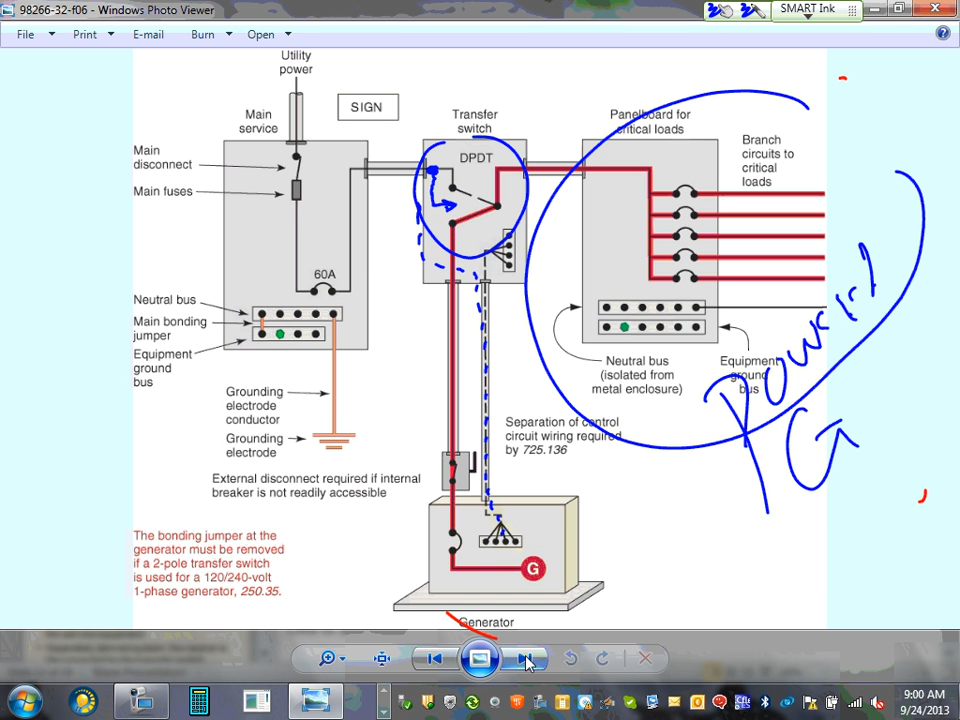 98266-32-f06 - Windows Photo Viewer
SMART Ink
File
Print
E-mail
Burn
Open
Utility
power
SIGN
Main
service
Main
disconnect
Main fuses
60A
Neutral bus
Main bonding
jumper
Equipment
ground
bus
Grounding
electrode
conductor
Grounding
electrode
Transfer
switch
DPDT
Panelboard for
critical loads
Branch
circuits to
critical
loads
Neutral bus
(isolated from
metal enclosure)
Equipment
ground
bus
Separation of control
circuit wiring required
by 725.136
External disconnect required if internal
breaker is not readily accessible
The bonding jumper at the
generator must be removed
if a 2-pole transfer switch
is used for a 120/240-volt
1-phase generator, 250.35.
G
Generator
G
9:00 AM
9/24/2013